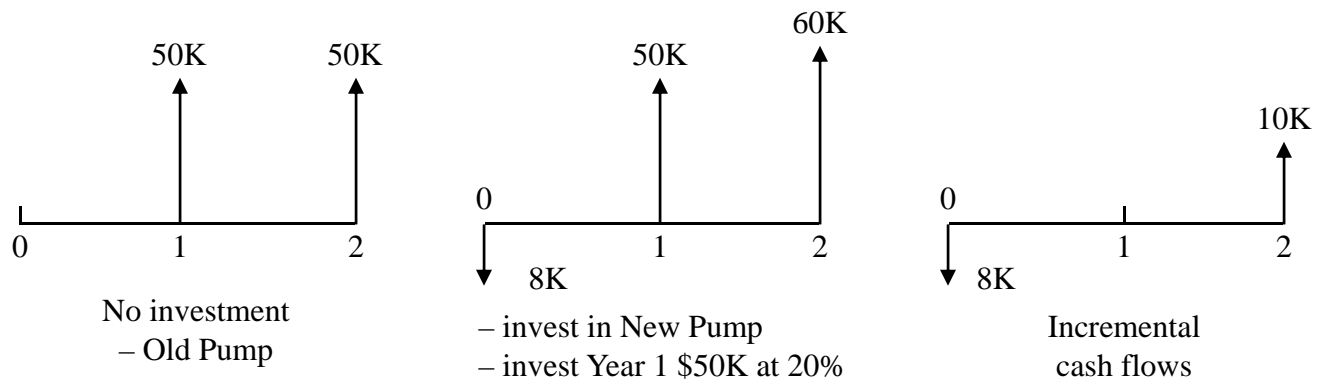 50K 50K
0 1 2
No investment
– Old Pump
50K 60K
0
1 2
8K
– invest in New Pump
– invest Year 1 $50K at 20%
10K
0
1 2
8K
Incremental
cash flows